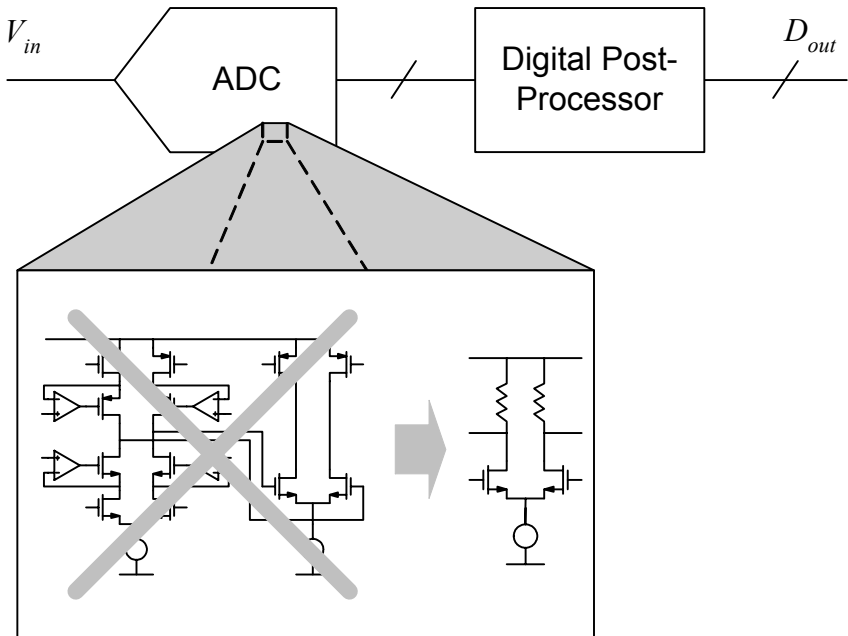 V_in
ADC
Digital Post-
Processor
D_out